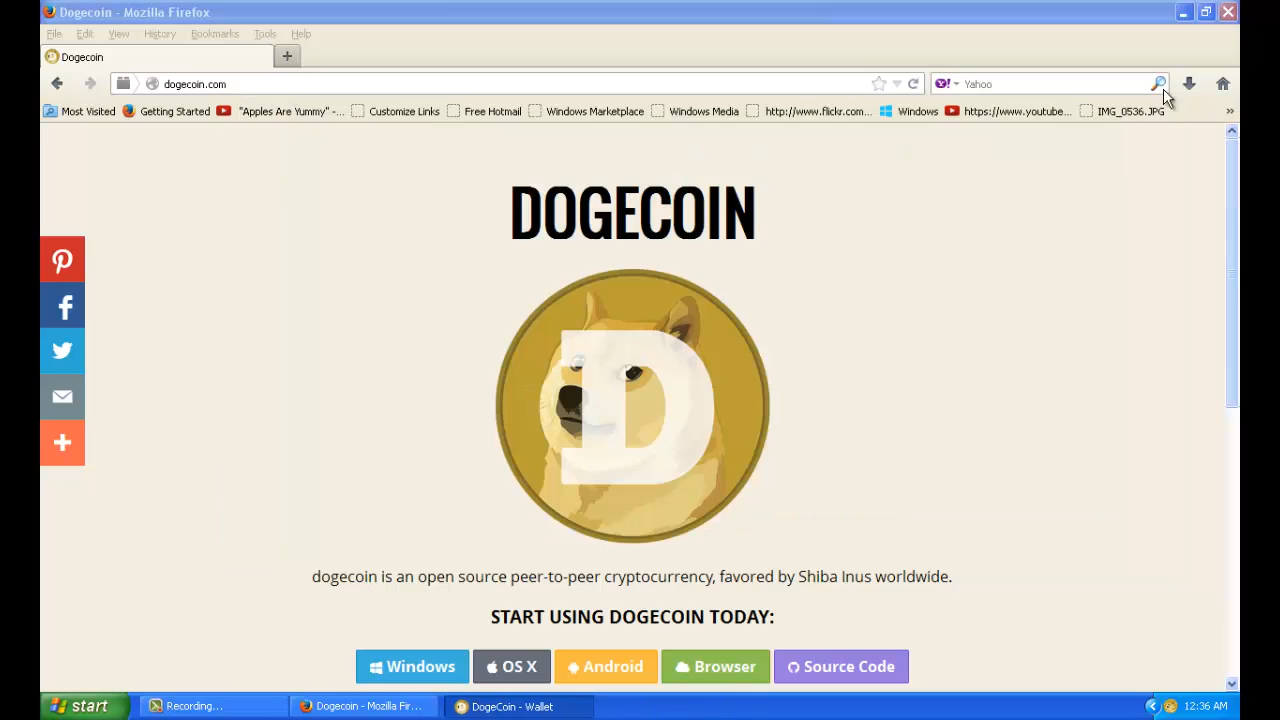 Dogecoin - Mozilla Firefox
File Edit View History Bookmarks Tools Help
Dogecoin
dogecoin.com
Yahoo
Most Visited Getting Started "Apples Are Yummy" -... Customize Links Free Hotmail Windows Marketplace Windows Media http://www.flickr.com... Windows https://www.youtube... IMG_0536.JPG »
DOGECOIN
D
dogecoin is an open source peer-to-peer cryptocurrency, favored by Shiba Inus worldwide.
START USING DOGECOIN TODAY:
Windows OS X Android Browser Source Code
start Recording... Dogecoin - Mozilla Fir... DogeCoin - Wallet 12:36 AM